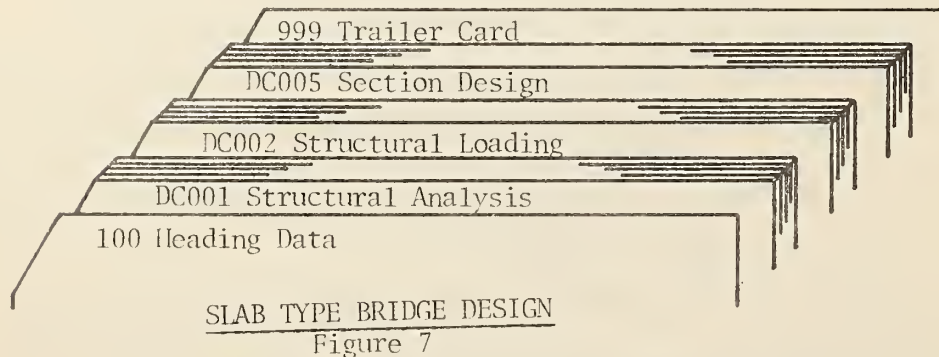 999 Trailer Card
DC005 Section Design
DC002 Structural Loading
DC001 Structural Analysis
100 Heading Data
SLAB TYPE BRIDGE DESIGN
Figure 7